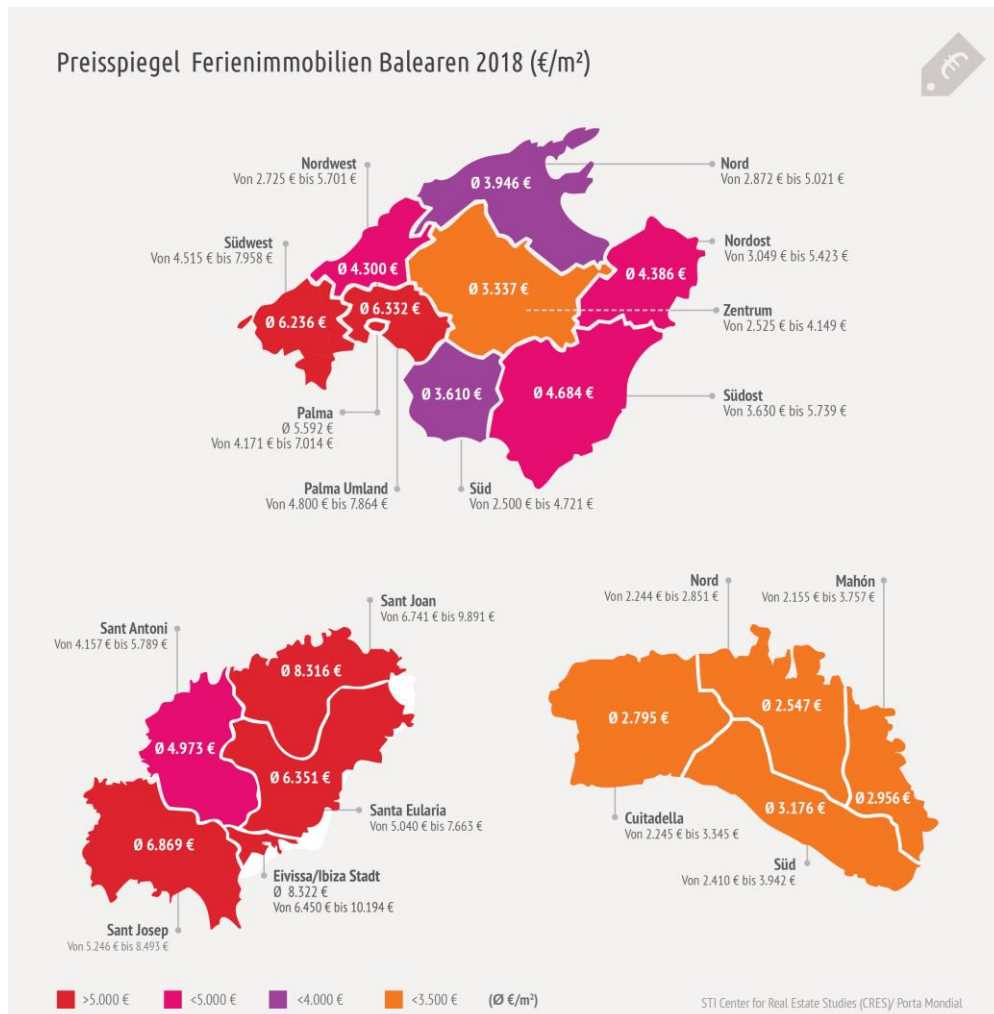 Preisspiegel Ferienimmobilien Balearen 2018 (€/m²)
€
Nordwest
Von 2.725 € bis 5.701 €
Ø 3.946 €
Nord
Von 2.872 € bis 5.021 €
Südwest
Von 4.515 € bis 7.958 €
Nordost
Von 3.049 € bis 5.423 €
Ø 4.300 €
Ø 3.337 €
Ø 4.386 €
Ø 6.236 €
Ø 6.332 €
Zentrum
Von 2.525 € bis 4.149 €
Ø 3.610 €
Ø 4.684 €
Südost
Von 3.630 € bis 5.739 €
Palma
Ø 5.592 €
Von 4.171 € bis 7.014 €
Palma Umland
Von 4.800 € bis 7.864 €
Süd
Von 2.500 € bis 4.721 €
Sant Joan
Von 6.741 € bis 9.891 €
Sant Antoni
Von 4.157 € bis 5.789 €
Ø 8.316 €
Ø 4.973 €
Ø 6.351 €
Santa Eularia
Von 5.040 € bis 7.663 €
Ø 6.869 €
Eivissa/Ibiza Stadt
Ø 8.322 €
Von 6.450 € bis 10.194 €
Sant Josep
Von 5.246 € bis 8.493 €
Nord
Von 2.244 € bis 2.851 €
Mahón
Von 2.155 € bis 3.757 €
Ø 2.795 €
Ø 2.547 €
Ø 3.176 €
Ø 2.956 €
Cuitadella
Von 2.245 € bis 3.345 €
Süd
Von 2.410 € bis 3.942 €
>5.000 €
<5.000 €
<4.000 €
<3.500 €
(Ø €/m²)
STI Center for Real Estate Studies (CRES)/ Porta Mondial